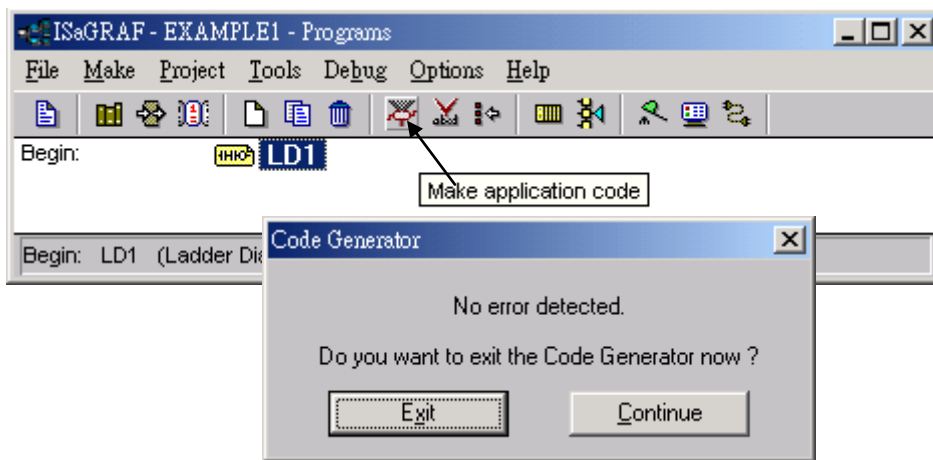 ISaGRAF - EXAMPLE1 - Programs
File Make Project Tools Debug Options Help
Begin: LD1
Make application code
Begin: LD1 (Ladder Di
Code Generator
No error detected.
Do you want to exit the Code Generator now ?
Exit Continue